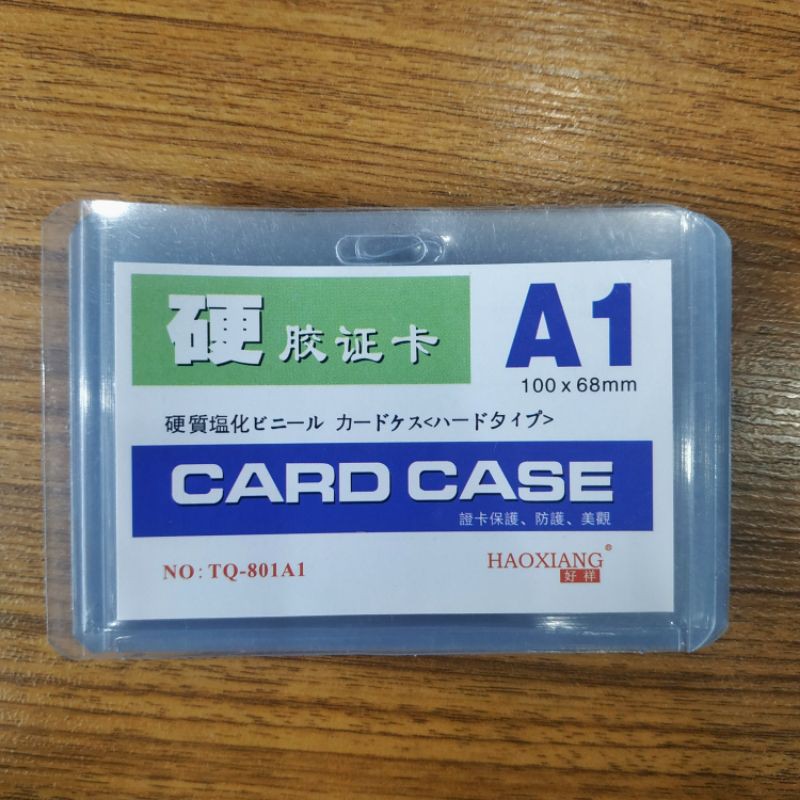 硬胶证卡
A1
100 x 68mm
硬質塩化ビニール カードケス<ハードタイプ>
CARD CASE
證卡保護、防護、美觀
NO: TQ-801A1
HAOXIANG®
好祥